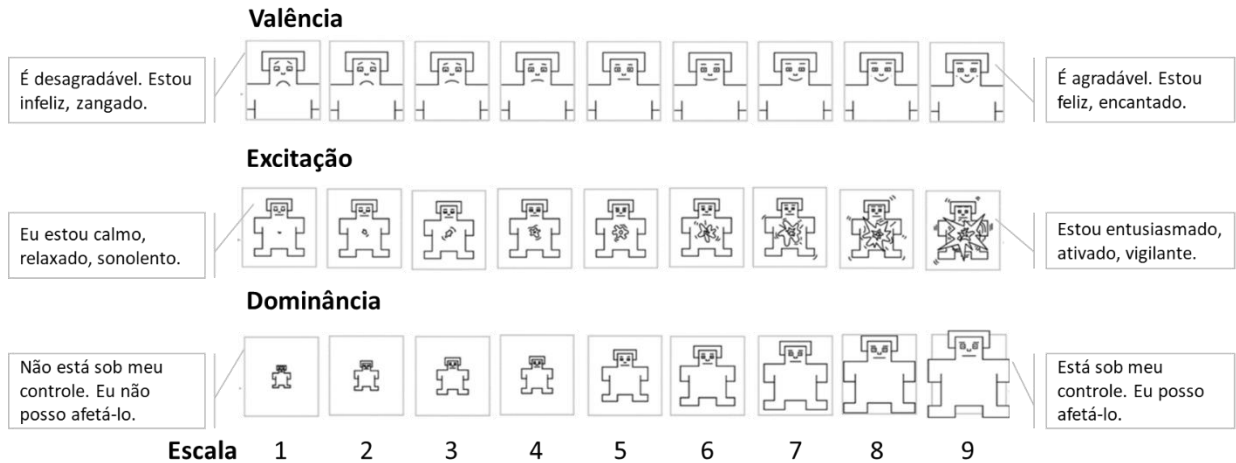 Valência
É desagradável. Estou
infeliz, zangado.
É agradável. Estou
feliz, encantado.
Excitação
Eu estou calmo,
relaxado, sonolento.
Estou entusiasmado,
ativado, vigilante.
Dominância
Não está sob meu
controle. Eu não
posso afetá-lo.
Está sob meu
controle. Eu posso
afetá-lo.
Escala 1 2 3 4 5 6 7 8 9